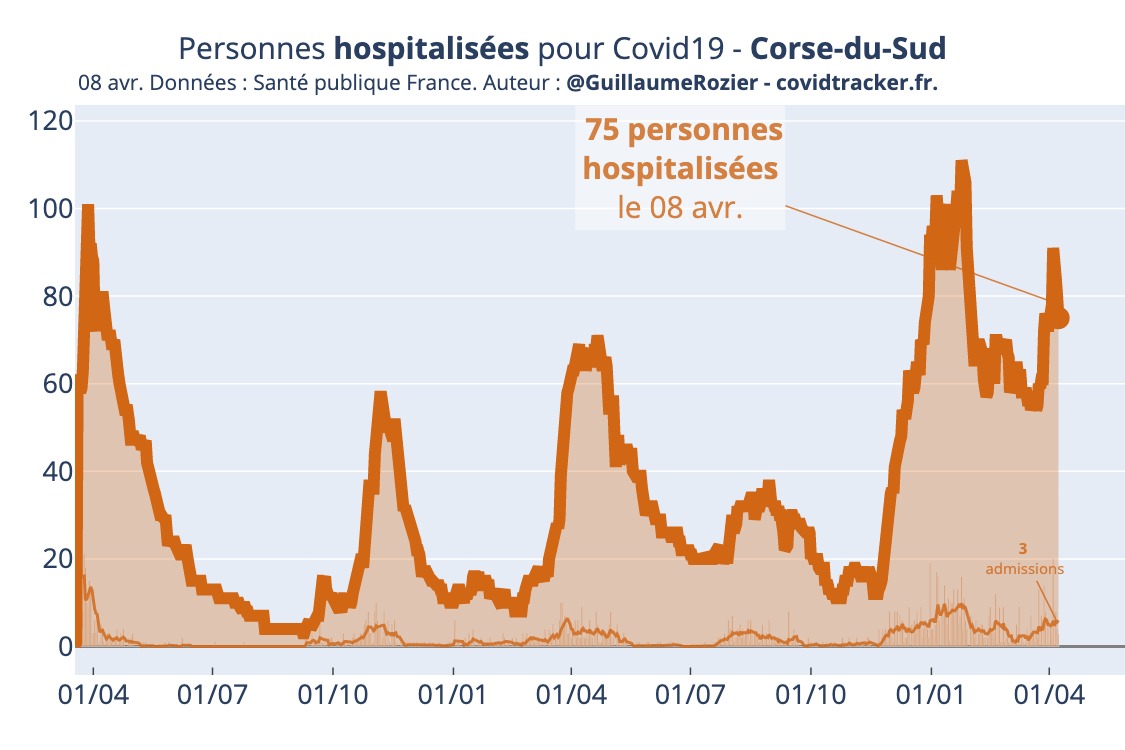 Personnes hospitalisées pour Covid19 - Corse-du-Sud
08 avr. Données : Santé publique France. Auteur : @GuillaumeRozier - covidtracker.fr.
120
75 personnes
hospitalisées
le 08 avr.
100
80
60
40
20
3
admissions
0
01/04 01/07 01/10 01/01 01/04 01/07 01/10 01/01 01/04